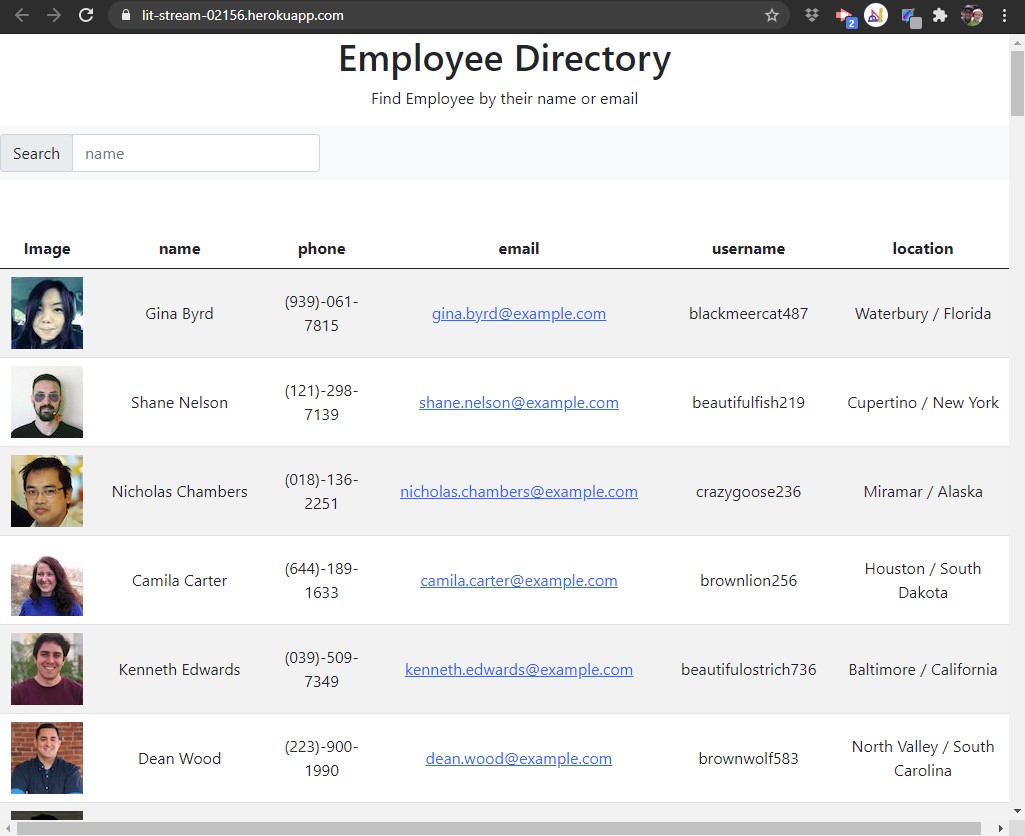 lit-stream-02156.herokuapp.com
2
Employee Directory
Find Employee by their name or email
Search name
Image name phone email username location
Gina Byrd (939)-061-7815 gina.byrd@example.com blackmeercat487 Waterbury / Florida
Shane Nelson (121)-298-7139 shane.nelson@example.com beautifulfish219 Cupertino / New York
Nicholas Chambers (018)-136-2251 nicholas.chambers@example.com crazygoose236 Miramar / Alaska
Camila Carter (644)-189-1633 camila.carter@example.com brownlion256 Houston / South Dakota
Kenneth Edwards (039)-509-7349 kenneth.edwards@example.com beautifulostrich736 Baltimore / California
Dean Wood (223)-900-1990 dean.wood@example.com brownwolf583 North Valley / South Carolina